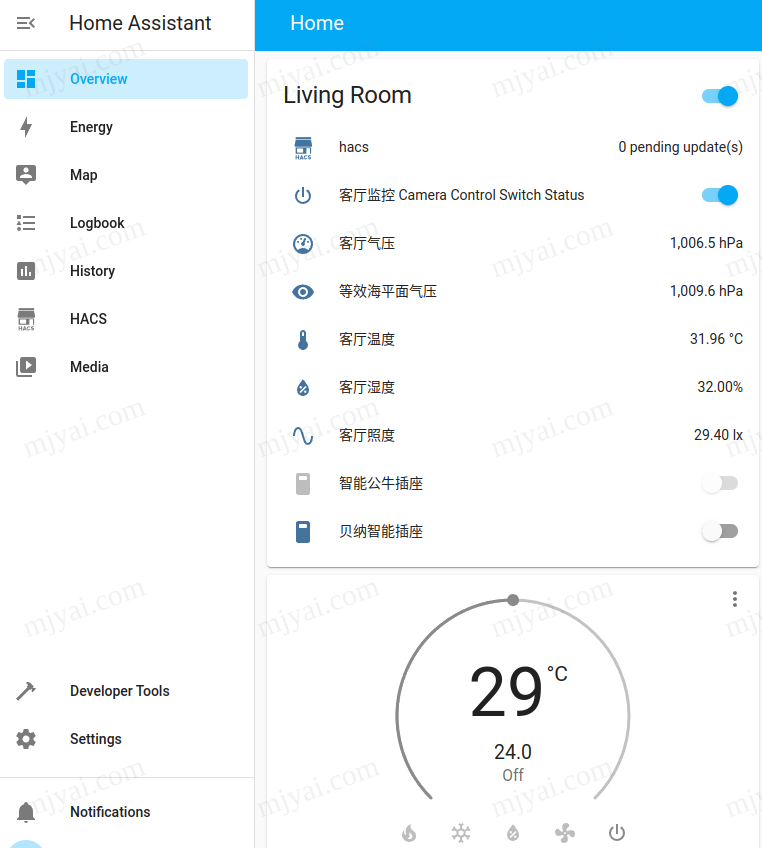 Home Assistant
Home
Overview
Energy
Map
Logbook
History
HACS
HACS
Media
Developer Tools
Settings
Notifications
Living Room
HACS
hacs
0 pending update(s)
客厅监控 Camera Control Switch Status
客厅气压
1,006.5 hPa
等效海平面气压
1,009.6 hPa
客厅温度
31.96 °C
客厅湿度
32.00%
客厅照度
29.40 lx
智能公牛插座
贝纳智能插座
29 °C
24.0
Off
mjyai.com